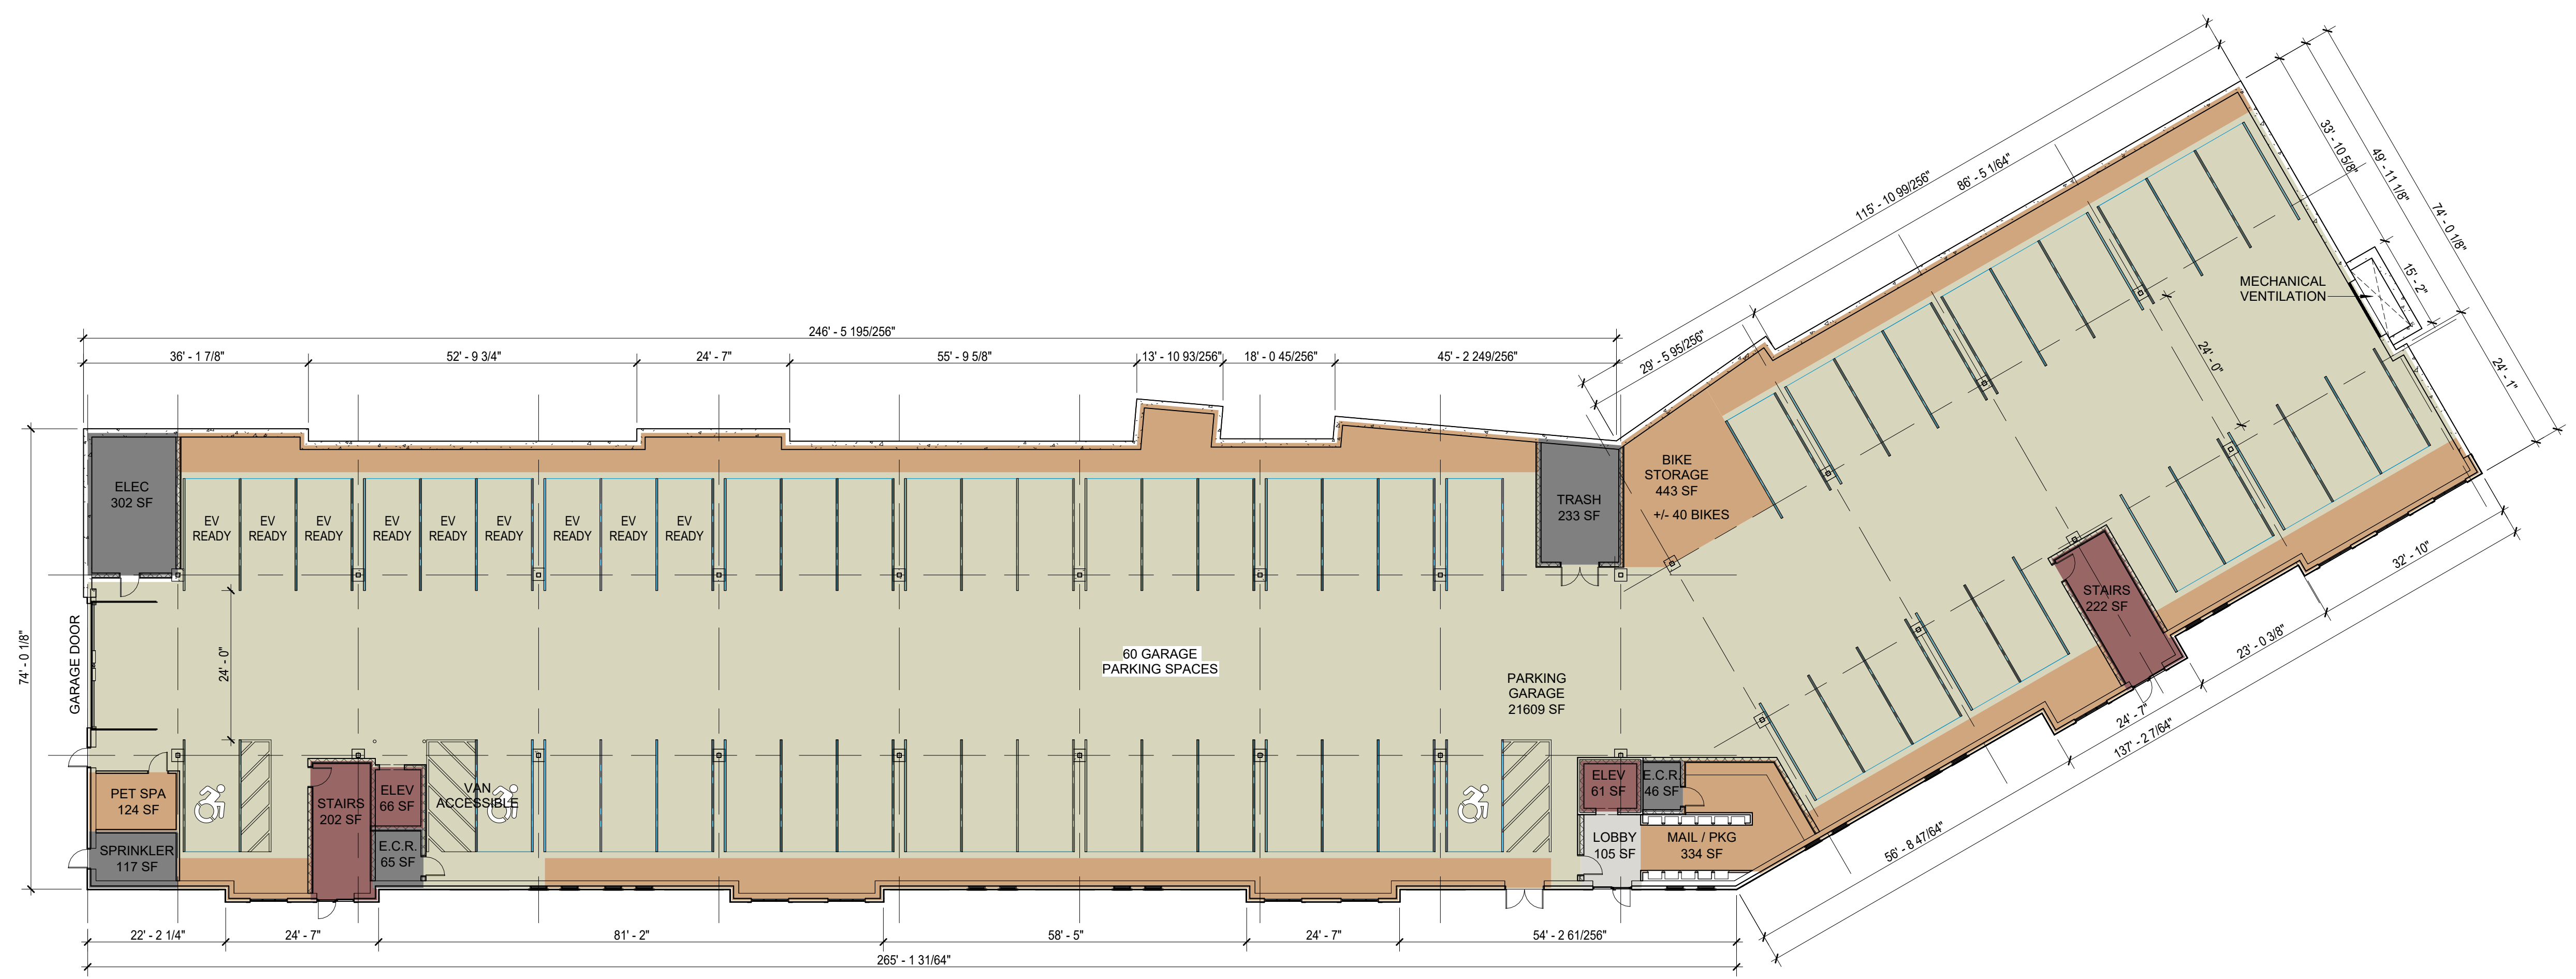 115' - 10 99/256"
86' - 5 1/64"
33' - 10 5/8"
49' - 11 1/8"
74' - 0 1/8"
15' - 2"
24' - 1"
MECHANICAL
VENTILATION
29' - 5 95/256"
24' - 0"
246' - 5 195/256"
36' - 1 7/8"
52' - 9 3/4"
24' - 7"
55' - 9 5/8"
13' - 10 93/256"
18' - 0 45/256"
45' - 2 249/256"
ELEC
302 SF
EV
READY
EV
READY
EV
READY
EV
READY
EV
READY
EV
READY
EV
READY
EV
READY
EV
READY
TRASH
233 SF
BIKE
STORAGE
443 SF
+/- 40 BIKES
STAIRS
222 SF
32' - 10"
23' - 0 3/8"
24' - 7"
137' - 2 7/64"
56' - 8 47/64"
74' - 0 1/8"
GARAGE DOOR
24' - 0"
60 GARAGE
PARKING SPACES
PARKING
GARAGE
21609 SF
PET SPA
124 SF
SPRINKLER
117 SF
STAIRS
202 SF
ELEV
66 SF
E.C.R.
65 SF
VAN
ACCESSIBLE
ELEV
61 SF
E.C.R.
46 SF
LOBBY
105 SF
MAIL / PKG
334 SF
22' - 2 1/4"
24' - 7"
81' - 2"
58' - 5"
24' - 7"
54' - 2 61/256"
265' - 1 31/64"